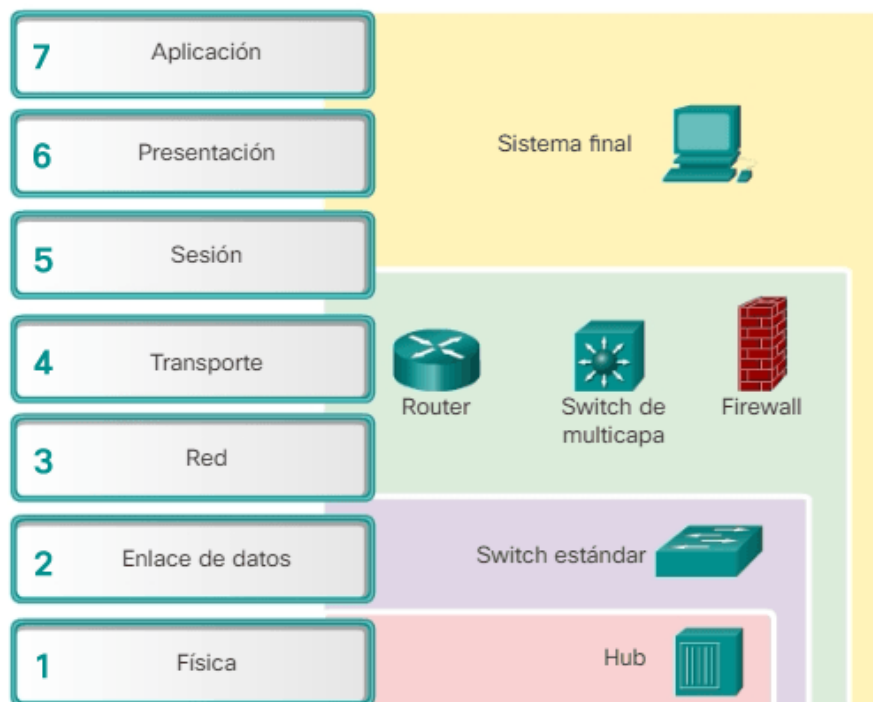 7 Aplicación
6 Presentación
Sistema final
5 Sesión
4 Transporte
Router
Switch de
multicapa
Firewall
3 Red
2 Enlace de datos
Switch estándar
1 Física
Hub